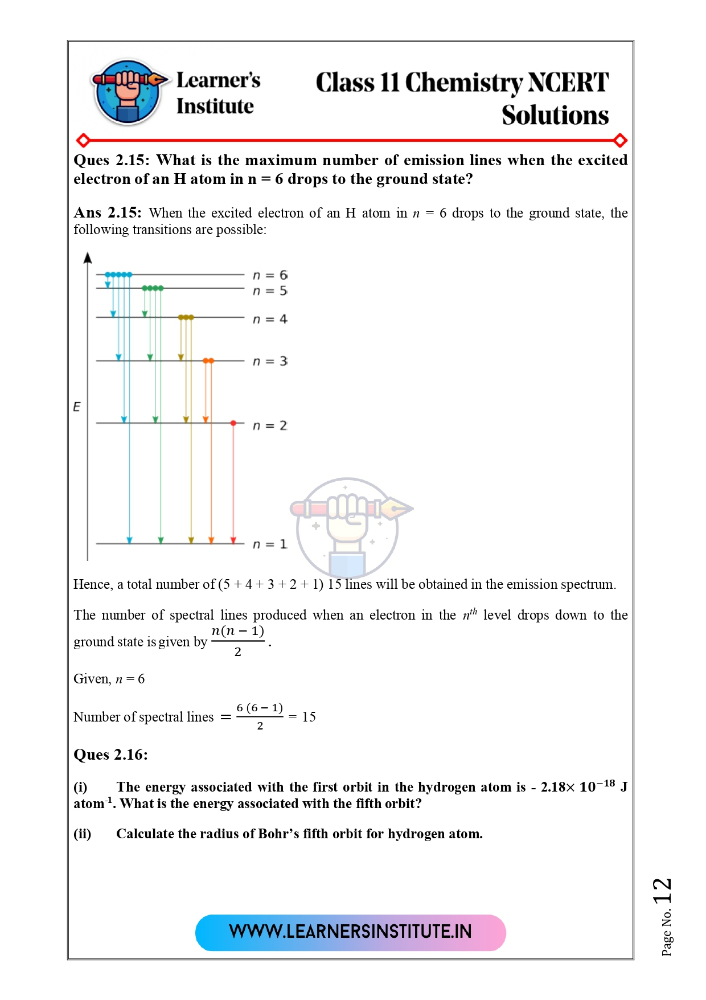 Learner's
Institute
Class 11 Chemistry NCERT
Solutions
Ques 2.15: What is the maximum number of emission lines when the excited
electron of an H atom in n = 6 drops to the ground state?
Ans 2.15: When the excited electron of an H atom in n = 6 drops to the ground state, the
following transitions are possible:
n = 6
n = 5
n = 4
n = 3
E
n = 2
n = 1
Hence, a total number of (5 + 4 + 3 + 2 + 1) 15 lines will be obtained in the emission spectrum.
The number of spectral lines produced when an electron in the nᵗʰ level drops down to the
ground state is given by n(n − 1)/2 .
Given, n = 6
Number of spectral lines = 6 (6 − 1)/2 = 15
Ques 2.16:
(i) The energy associated with the first orbit in the hydrogen atom is - 2.18× 10⁻¹⁸ J
atom ¹. What is the energy associated with the fifth orbit?
(ii) Calculate the radius of Bohr's fifth orbit for hydrogen atom.
Page No. 12
WWW.LEARNERSINSTITUTE.IN